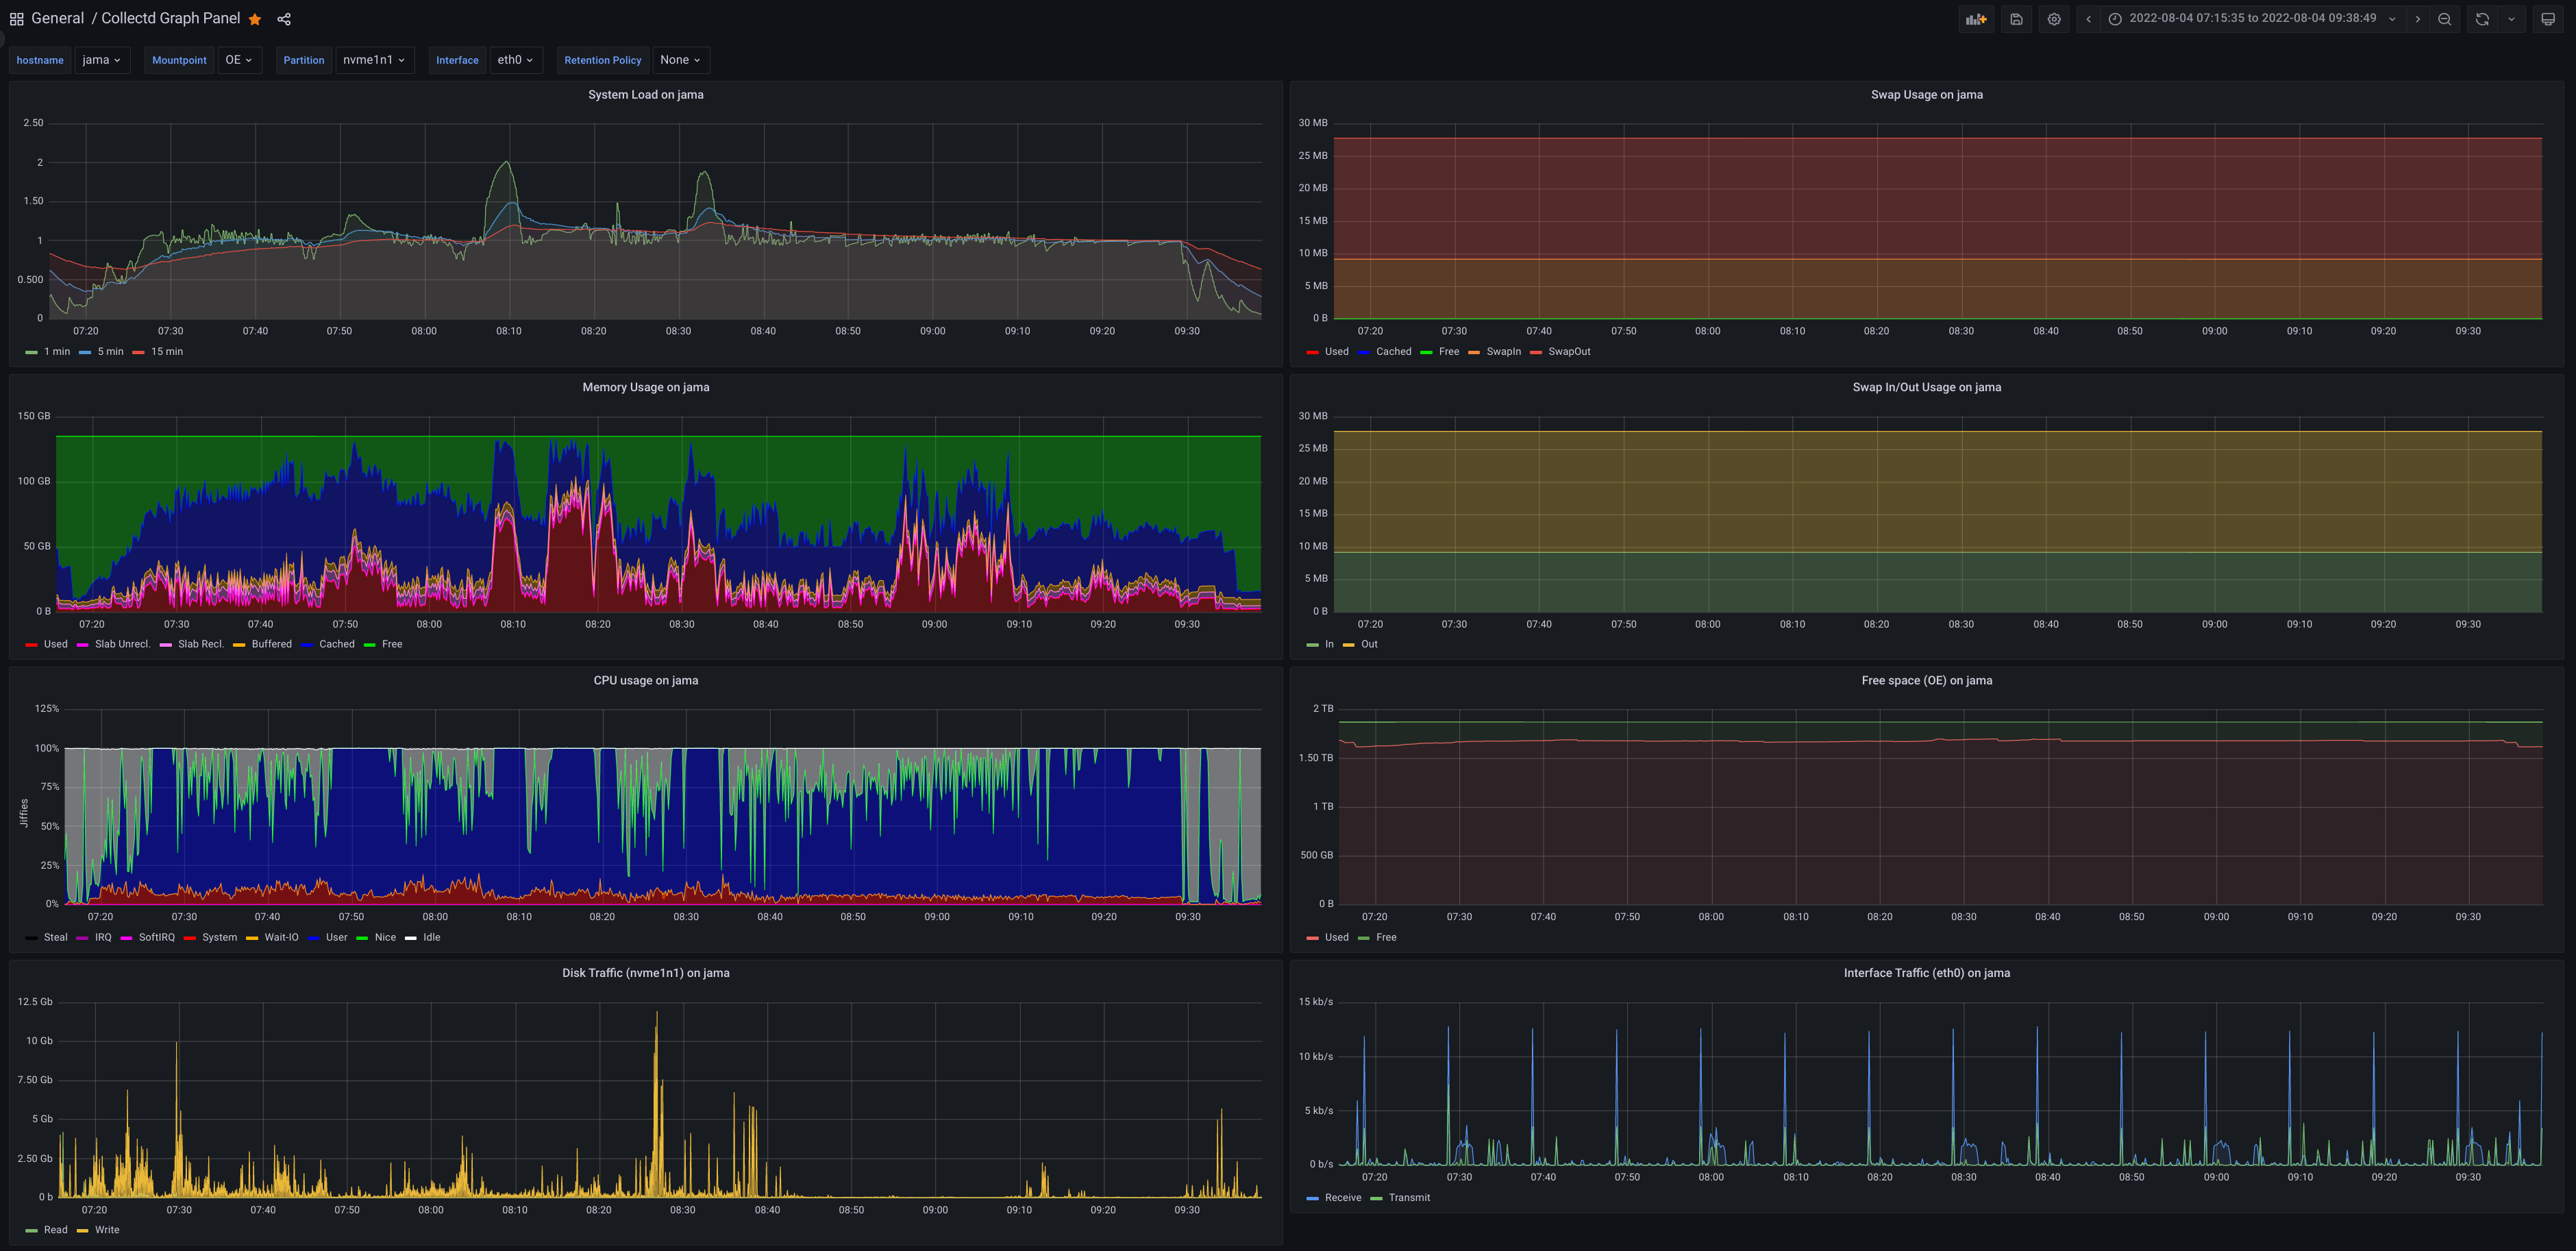 General / Collectd Graph Panel
2022-08-04 07:15:35 to 2022-08-04 09:38:49
hostname jama Mountpoint OE Partition nvme1n1 Interface eth0 Retention Policy None
System Load on jama
2.50
2
1.50
1
0.500
0
07:20 07:30 07:40 07:50 08:00 08:10 08:20 08:30 08:40 08:50 09:00 09:10 09:20 09:30
1 min 5 min 15 min
Swap Usage on jama
30 MB
25 MB
20 MB
15 MB
10 MB
5 MB
0 B
07:20 07:30 07:40 07:50 08:00 08:10 08:20 08:30 08:40 08:50 09:00 09:10 09:20 09:30
Used Cached Free SwapIn SwapOut
Memory Usage on jama
150 GB
100 GB
50 GB
0 B
07:20 07:30 07:40 07:50 08:00 08:10 08:20 08:30 08:40 08:50 09:00 09:10 09:20 09:30
Used Slab Unrecl. Slab Recl. Buffered Cached Free
Swap In/Out Usage on jama
30 MB
25 MB
20 MB
15 MB
10 MB
5 MB
0 B
07:20 07:30 07:40 07:50 08:00 08:10 08:20 08:30 08:40 08:50 09:00 09:10 09:20 09:30
In Out
CPU usage on jama
Jiffies
125%
100%
75%
50%
25%
0%
07:20 07:30 07:40 07:50 08:00 08:10 08:20 08:30 08:40 08:50 09:00 09:10 09:20 09:30
Steal IRQ SoftIRQ System Wait-IO User Nice Idle
Free space (OE) on jama
2 TB
1.50 TB
1 TB
500 GB
0 B
07:20 07:30 07:40 07:50 08:00 08:10 08:20 08:30 08:40 08:50 09:00 09:10 09:20 09:30
Used Free
Disk Traffic (nvme1n1) on jama
12.5 Gb
10 Gb
7.50 Gb
5 Gb
2.50 Gb
0 b
07:20 07:30 07:40 07:50 08:00 08:10 08:20 08:30 08:40 08:50 09:00 09:10 09:20 09:30
Read Write
Interface Traffic (eth0) on jama
15 kb/s
10 kb/s
5 kb/s
0 b/s
07:20 07:30 07:40 07:50 08:00 08:10 08:20 08:30 08:40 08:50 09:00 09:10 09:20 09:30
Receive Transmit